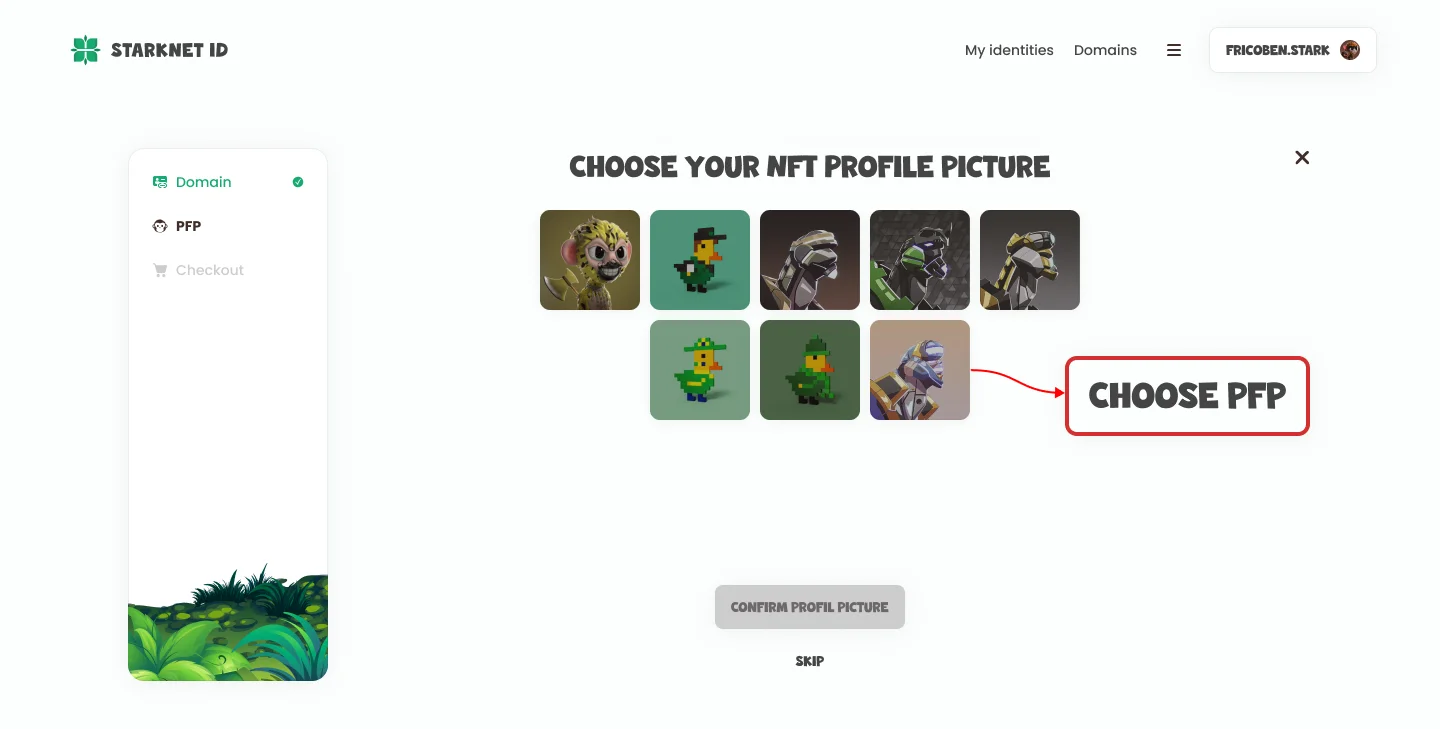 STARKNET ID
My identities
Domains
FRICOBEN.STARK
Domain
PFP
Checkout
CHOOSE YOUR NFT PROFILE PICTURE
CHOOSE PFP
CONFIRM PROFIL PICTURE
SKIP